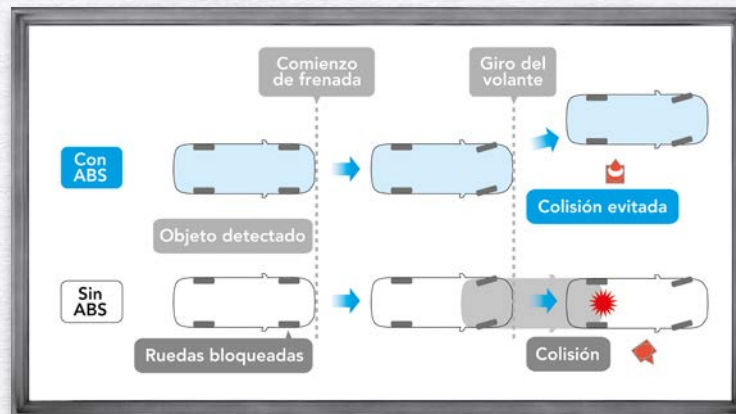 Comienzo
de frenada
Giro del
volante
Con
ABS
Colisión evitada
Objeto detectado
Sin
ABS
Ruedas bloqueadas
Colisión